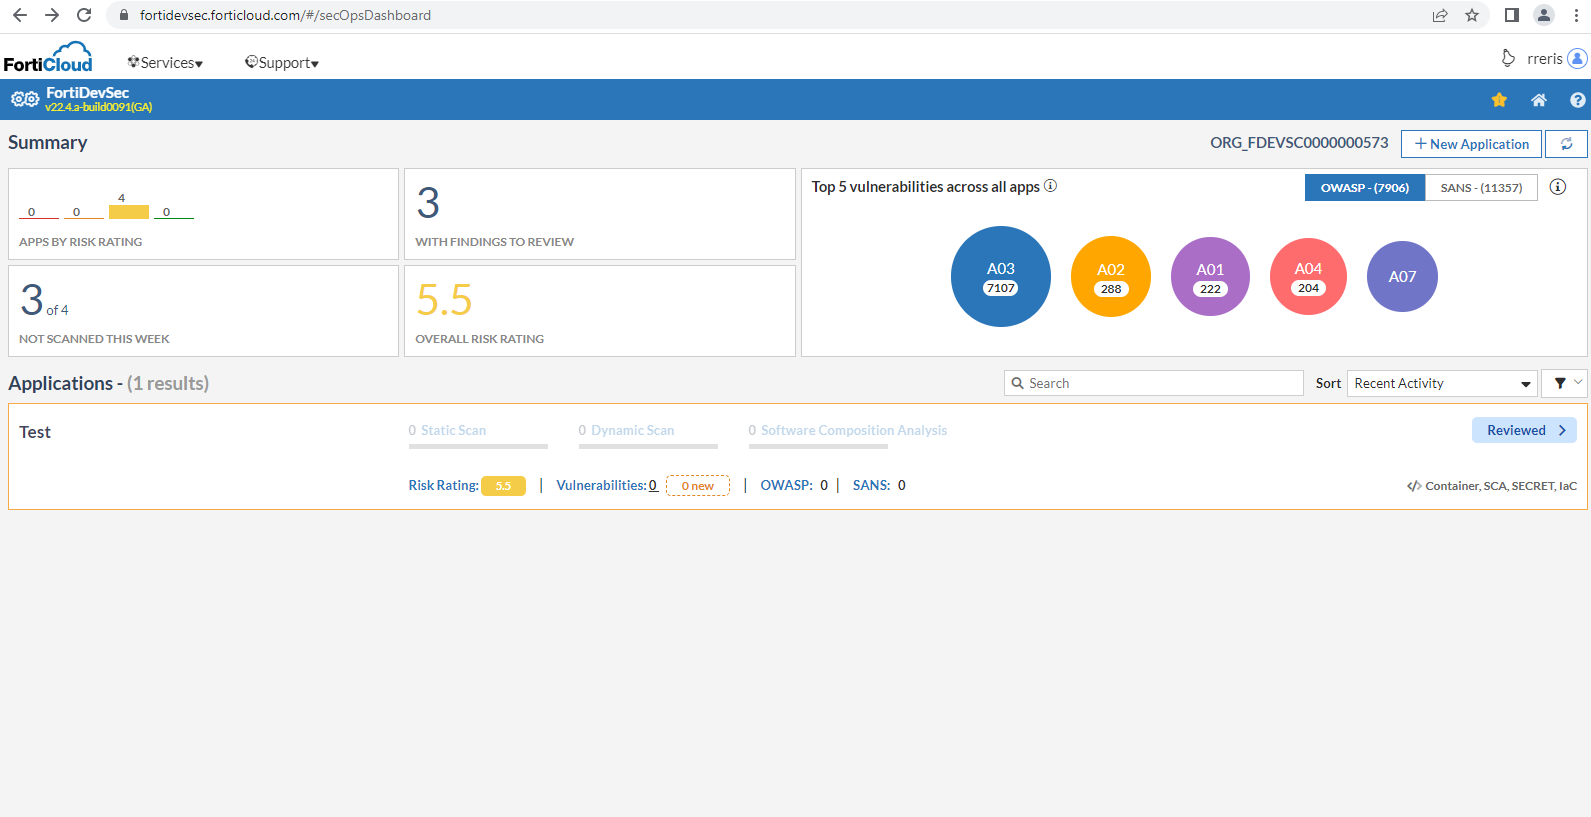 fortidevsec.forticloud.com/#/secOpsDashboard
FortiCloud
Services
Support
rreris
FortiDevSec
v22.4.a-build0091(GA)
Summary
ORG_FDEVSC0000000573
+ New Application
0 0 4 0
APPS BY RISK RATING
3
WITH FINDINGS TO REVIEW
3 of 4
NOT SCANNED THIS WEEK
5.5
OVERALL RISK RATING
Top 5 vulnerabilities across all apps
OWASP - (7906)
SANS - (11357)
A03
7107
A02
288
A01
222
A04
204
A07
Applications - (1 results)
Search
Sort
Recent Activity
Test
0 Static Scan
0 Dynamic Scan
0 Software Composition Analysis
Reviewed
Risk Rating: 5.5 | Vulnerabilities: 0 0 new | OWASP: 0 | SANS: 0
</> Container, SCA, SECRET, IaC